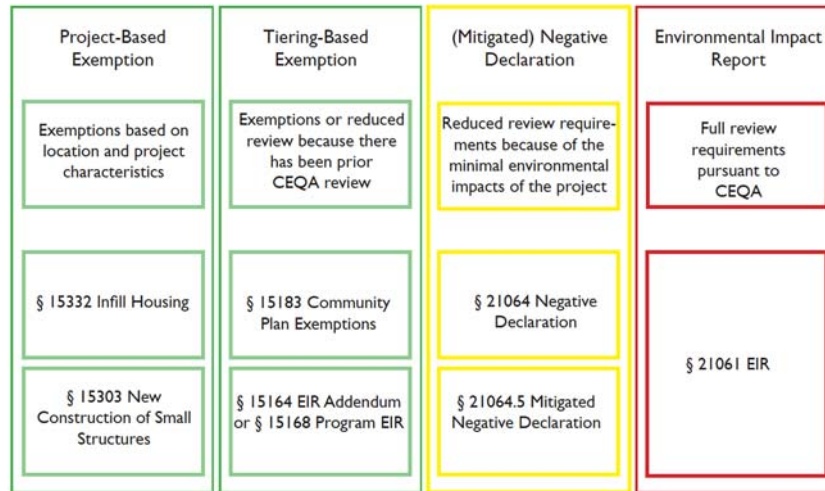 Project-Based
Exemption
Exemptions based on
location and project
characteristics
§ 15332 Infill Housing
§ 15303 New
Construction of Small
Structures
Tiering-Based
Exemption
Exemptions or reduced
review because there
has been prior
CEQA review
§ 15183 Community
Plan Exemptions
§ 15164 EIR Addendum
or § 15168 Program EIR
(Mitigated) Negative
Declaration
Reduced review require-
ments because of the
minimal environmental
impacts of the project
§ 21064 Negative
Declaration
§ 21064.5 Mitigated
Negative Declaration
Environmental Impact
Report
Full review
requirements
pursuant to
CEQA
§ 21061 EIR